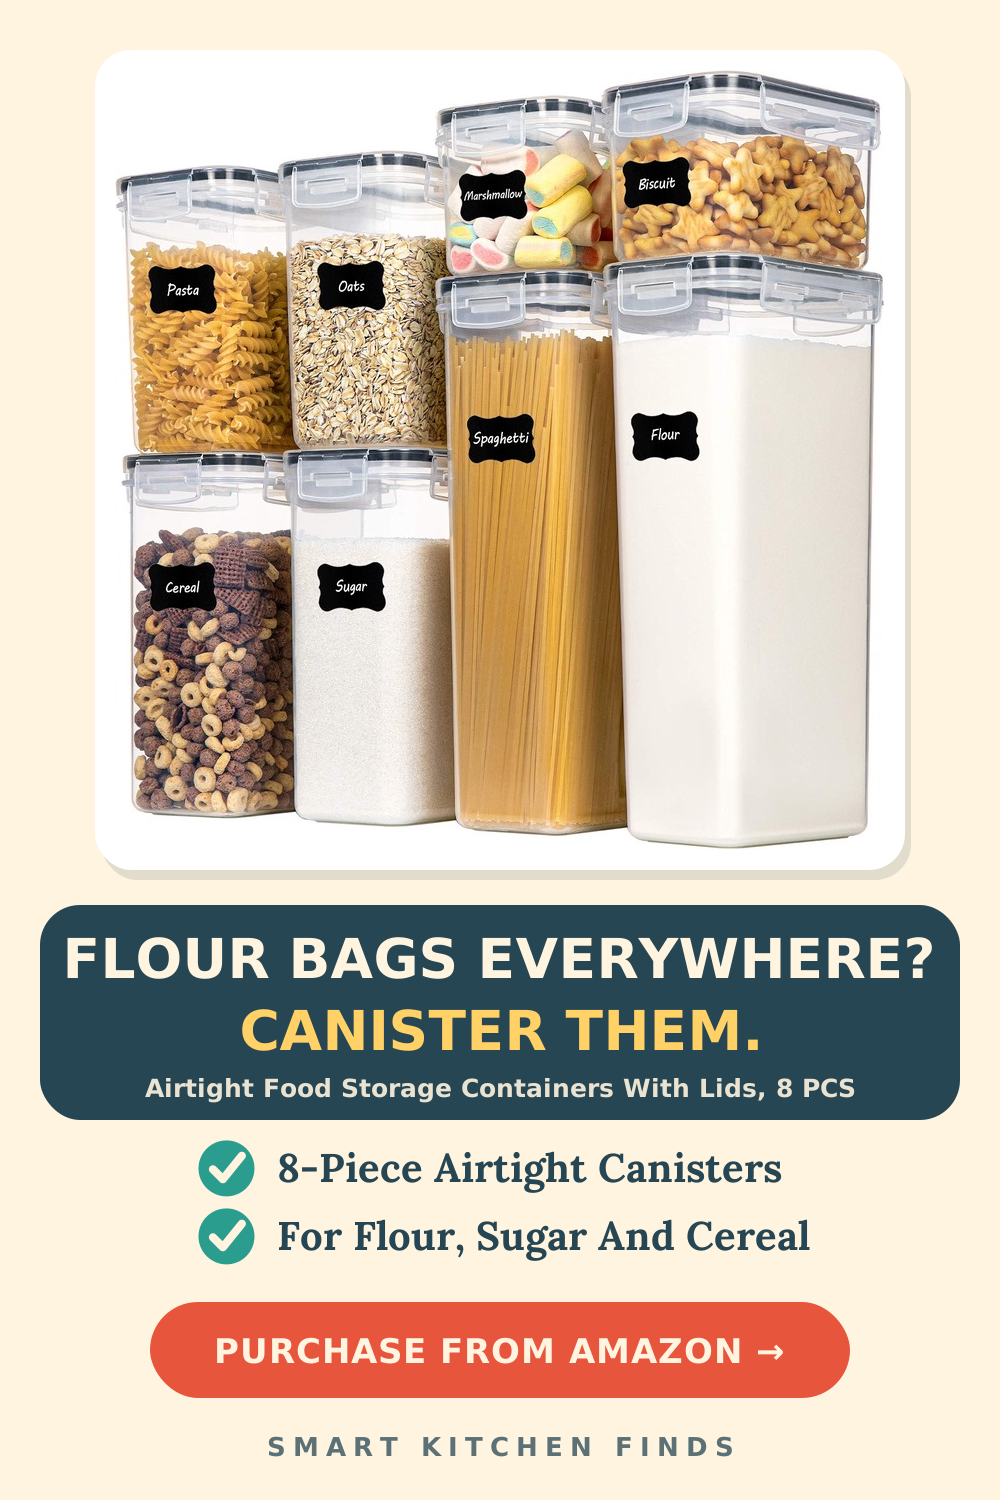 Marshmallow
Biscuit
Pasta
Oats
Spaghetti
Flour
Cereal
Sugar
FLOUR BAGS EVERYWHERE?
CANISTER THEM.
Airtight Food Storage Containers With Lids, 8 PCS
8-Piece Airtight Canisters
For Flour, Sugar And Cereal
PURCHASE FROM AMAZON →
SMART KITCHEN FINDS